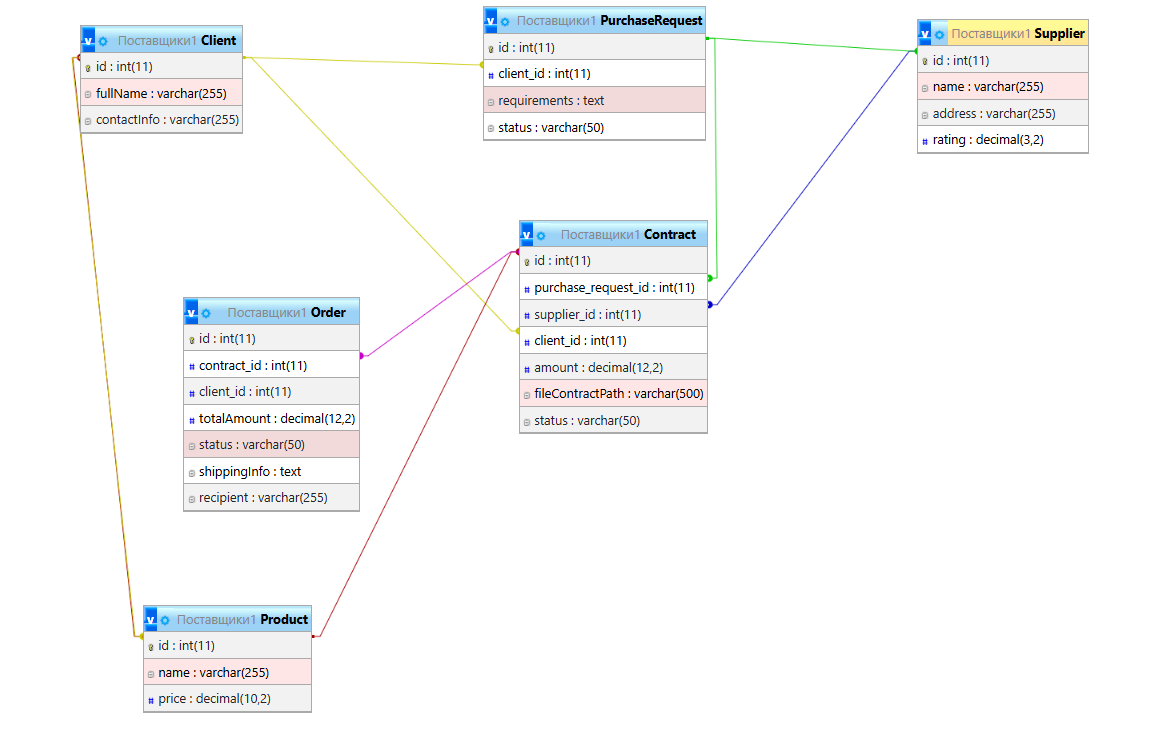 v Поставщики1 Client
id : int(11)
fullName : varchar(255)
contactInfo : varchar(255)
v Поставщики1 PurchaseRequest
id : int(11)
# client_id : int(11)
requirements : text
status : varchar(50)
v Поставщики1 Supplier
id : int(11)
name : varchar(255)
address : varchar(255)
# rating : decimal(3,2)
v Поставщики1 Contract
id : int(11)
# purchase_request_id : int(11)
# supplier_id : int(11)
# client_id : int(11)
# amount : decimal(12,2)
fileContractPath : varchar(500)
status : varchar(50)
v Поставщики1 Order
id : int(11)
# contract_id : int(11)
# client_id : int(11)
# totalAmount : decimal(12,2)
status : varchar(50)
shippingInfo : text
recipient : varchar(255)
v Поставщики1 Product
id : int(11)
name : varchar(255)
# price : decimal(10,2)